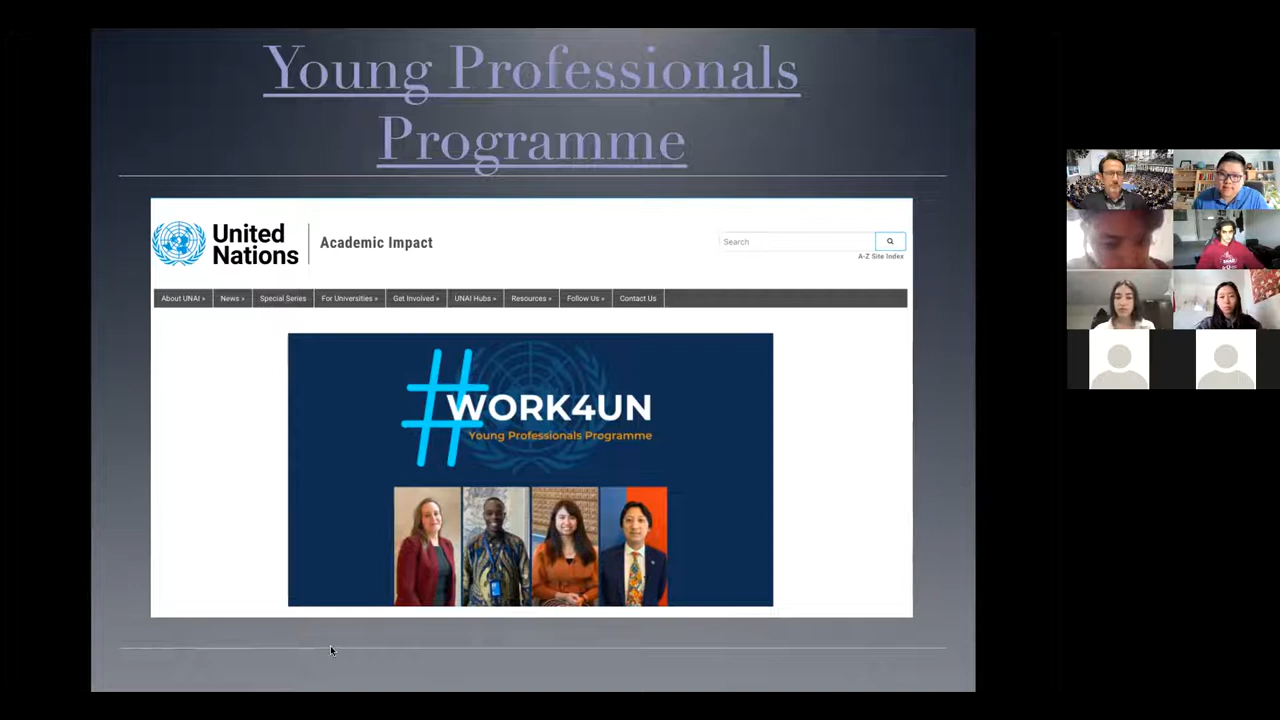 Young Professionals
Programme
United
Nations
Academic Impact
Search
A-Z Site Index
About UNAI »
News »
Special Series
For Universities »
Get Involved »
UNAI Hubs »
Resources »
Follow Us »
Contact Us
#WORK4UN
Young Professionals Programme